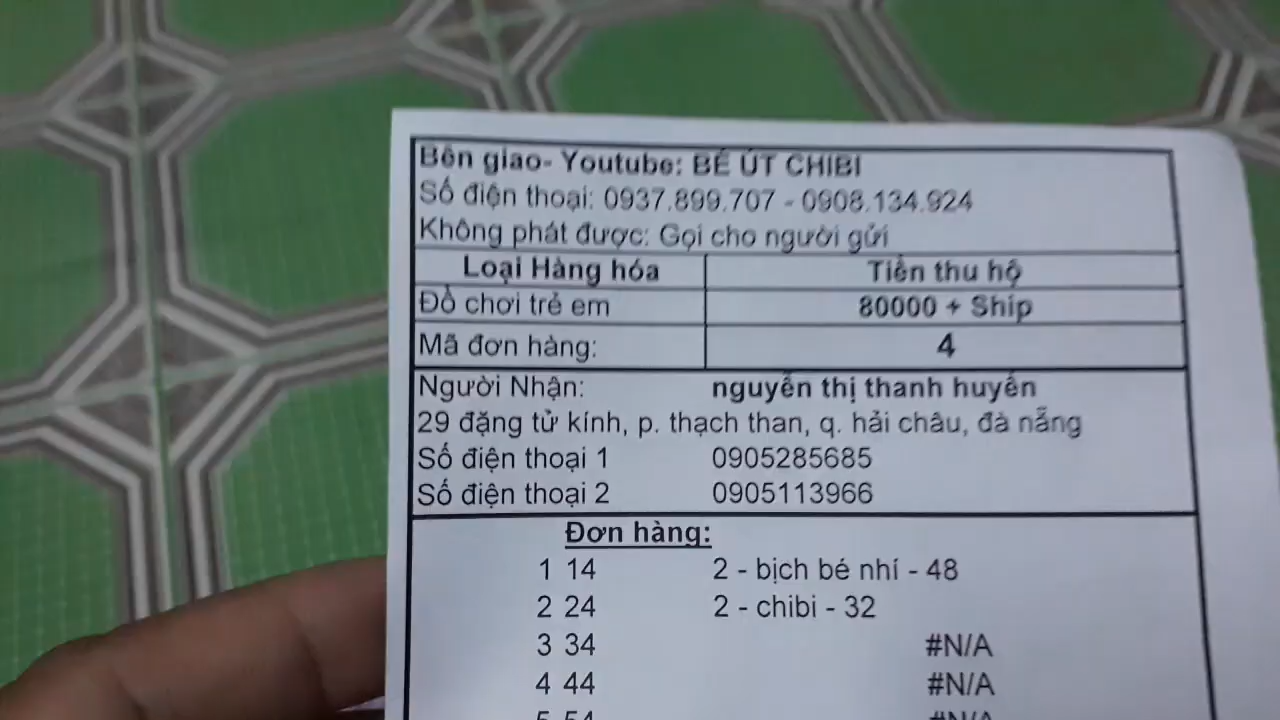 Bên giao- Youtube: BÉ ÚT CHIBI
Số điện thoại: 0937.899.707 - 0908.134.924
Không phát được: Gọi cho người gửi
Loại Hàng hóa Tiền thu hộ
Đồ chơi trẻ em 80000 + Ship
Mã đơn hàng: 4
Người Nhận: nguyễn thị thanh huyền
29 đặng tử kính, p. thạch than, q. hải châu, đà nẵng
Số điện thoại 1 0905285685
Số điện thoại 2 0905113966
Đơn hàng:
1 14 2 - bịch bé nhí - 48
2 24 2 - chibi - 32
3 34 #N/A
4 44 #N/A
5 54 #N/A